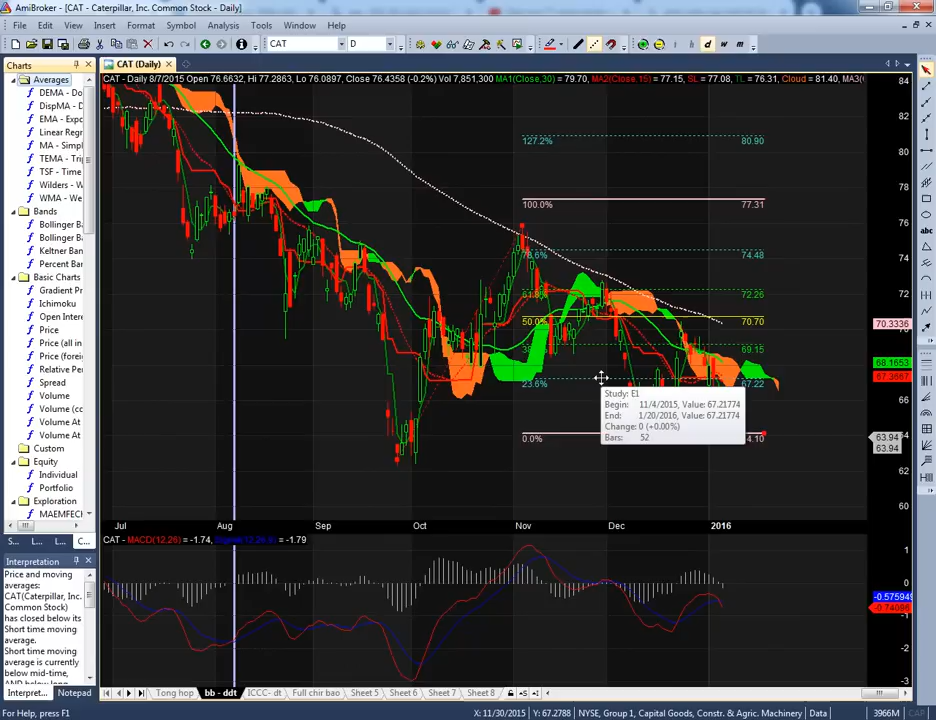 AmiBroker - [CAT - Caterpillar, Inc. Common Stock - Daily]
File Edit View Insert Format Symbol Analysis Tools Window Help
CAT D d w m
Charts
CAT (Daily)
Averages
DEMA - Do
DispMA - D
EMA - Expo
Linear Regr
MA - Simpl
TEMA - Trip
TSF - Time
Wilders - W
WMA - We
Bands
Bollinger Ba
Bollinger Ba
Keltner Ban
Percent Ban
Basic Charts
Gradient Pr
Ichimoku
Open Intere
Price
Price (all in
Price (foreig
Relative Per
Spread
Volume
Volume (co
Volume At
Volume At
Custom
Equity
Individual
Portfolio
Exploration
MAEMFECK
S... L... L... C...
Interpretation
Price and moving
averages:
CAT(Caterpillar, Inc.
Common Stock)
has closed below its
Short time moving
average.
Short time moving
average is currently
below mid-time,
Interpret... Notepad
CAT - Daily 8/7/2015 Open 76.6632, Hi 77.2863, Lo 76.0897, Close 76.4358 (-0.2%) Vol 7,851,300 MA1(Close,30) = 79.70, MA2(Close,15) = 77.15, SL = 77.08, TL = 76.31, Cloud = 81.40, MA3(
127.2% 80.90
100.0% 77.31
78.6% 74.48
61.8% 72.26
50.0% 70.70
69.15
23.6% 67.22
0.0% 4.10
Study: E1
Begin: 11/4/2015, Value: 67.21774
End: 1/20/2016, Value: 67.21774
Change: 0 (+0.00%)
Bars: 52
84
82
80
78
76
74
72
70.3336
68.1653
67.3667
66
63.94
63.94
62
60
Jul Aug Sep Oct Nov Dec 2016
CAT - MACD(12,26) = -1.74, Signal(12,26,9) = -1.79
1
0
-0.575949
-0.74096
-2
-3
Tong hop bb - ddt ICCC- dt Full chir bao Sheet 5 Sheet 6 Sheet 7 Sheet 8
For Help, press F1 X: 11/30/2015, Y: 67.2788 NYSE, Capital Goods, Constr. & Agric. Machinery Data 3966M CAP